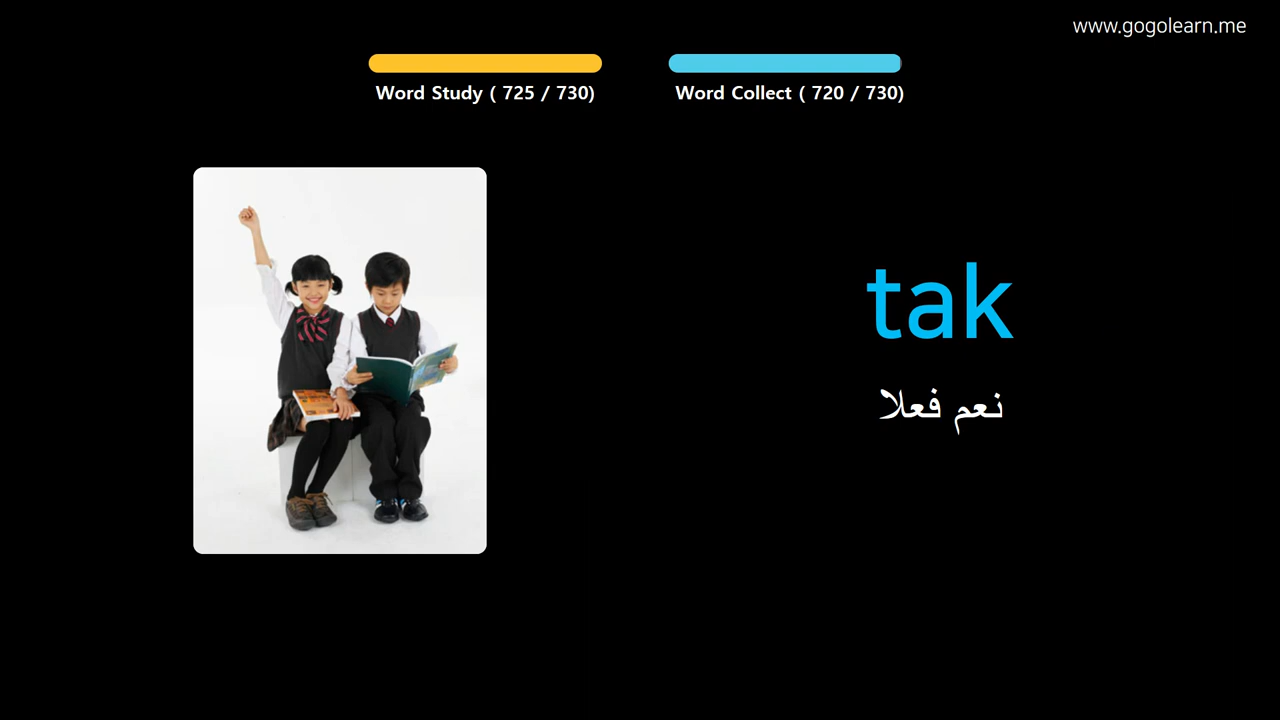 www.gogolearn.me
Word Study ( 725 / 730)
Word Collect ( 720 / 730)
tak
نعم فعلا